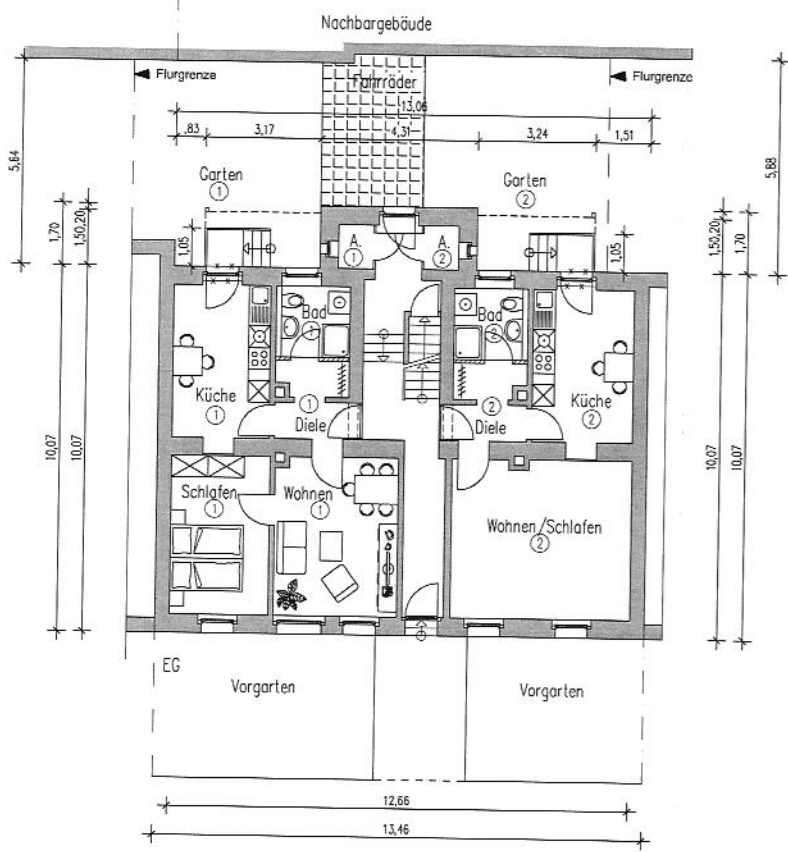 Nachbargebäude
Flurgrenze
Fahrräder
Flurgrenze
13,06
,83
3,17
4,31
3,24
1,51
5,64
5,88
Garten
1
Garten
2
1,70
1,50
,20
1,05
A.
1
A.
2
1,05
1,50
,20
1,70
Bad
1
Bad
2
Küche
1
1
Diele
2
Diele
Küche
2
10,07
10,07
10,07
10,07
Schlafen
1
Wohnen
1
Wohnen/Schlafen
2
EG
Vorgarten
Vorgarten
12,66
13,46